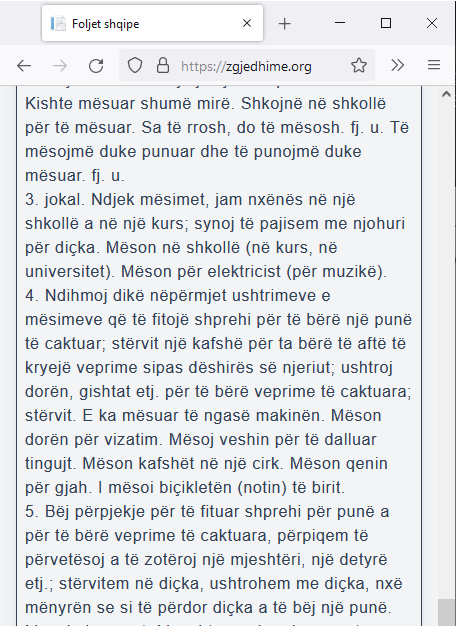 Foljet shqipe
https://zgjedhime.org
Kishte mësuar shumë mirë. Shkojnë në shkollë
për të mësuar. Sa të rrosh, do të mësosh. fj. u. Të
mësojmë duke punuar dhe të punojmë duke
mësuar. fj. u.
3. jokal. Ndjek mësimet, jam nxënës në një
shkollë a në një kurs; synoj të pajisem me njohuri
për diçka. Mëson në shkollë (në kurs, në
universitet). Mëson për elektricist (për muzikë).
4. Ndihmoj dikë nëpërmjet ushtrimeve e
mësimeve që të fitojë shprehi për të bërë një punë
të caktuar; stërvit një kafshë për ta bërë të aftë të
kryejë veprime sipas dëshirës së njeriut; ushtroj
dorën, gishtat etj. për të bërë veprime të caktuara;
stërvit. E ka mësuar të ngasë makinën. Mëson
dorën për vizatim. Mësoj veshin për të dalluar
tingujt. Mëson kafshët në një cirk. Mëson qenin
për gjah. I mësoi biçikletën (notin) të birit.
5. Bëj përpjekje për të fituar shprehi për punë a
për të bërë veprime të caktuara, përpiqem të
përvetësoj a të zotëroj një mjeshtëri, një detyrë
etj.; stërvitem në diçka, ushtrohem me diçka, nxë
mënyrën se si të përdor diçka a të bëj një punë.